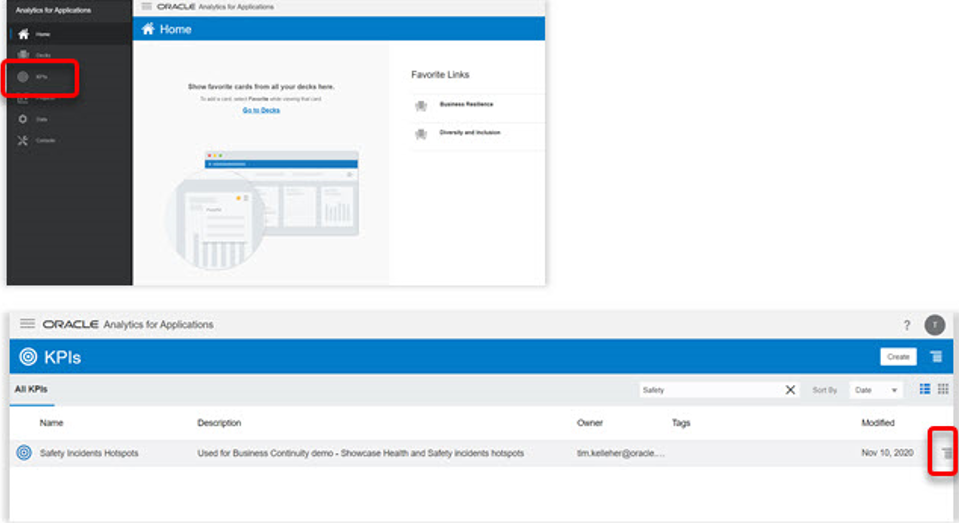 Analytics for Applications
ORACLE Analytics for Applications
Home
Home
Decks
KPIs
Projects
Data
Console
Show favorite cards from all your decks here.
To add a card, select Favorite while viewing that card.
Go to Decks
Favorite
Favorite Links
Business Resilience
Diversity and Inclusion
ORACLE Analytics for Applications
? T
KPIs
Create
All KPIs
Safety
Sort By
Date
Name Description Owner Tags Modified
Safety Incidents Hotspots Used for Business Continuity demo - Showcase Health and Safety incidents hotspots tim.kelleher@oracle.... Nov 10, 2020